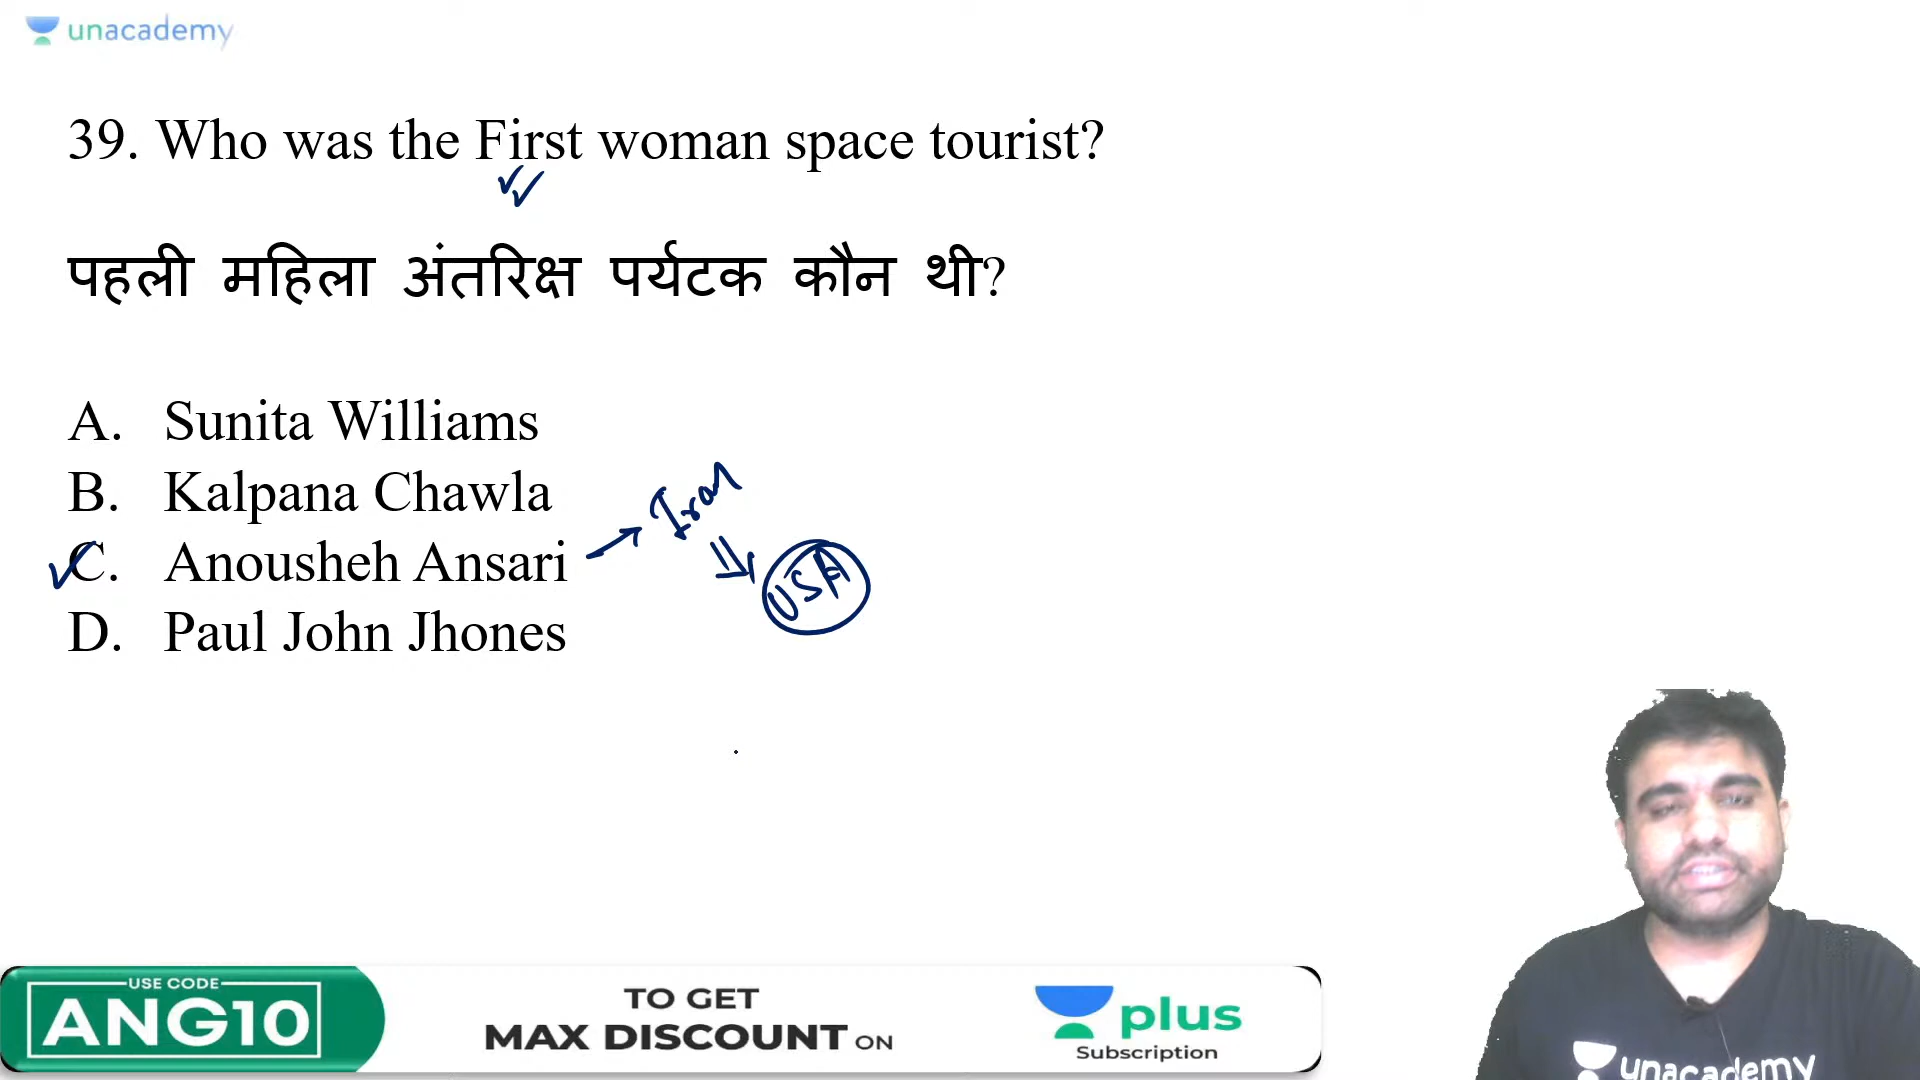 unacademy
39. Who was the First woman space tourist?
पहली महिला अंतरिक्ष पर्यटक कौन थी?
A. Sunita Williams
B. Kalpana Chawla
C. Anousheh Ansari
Iran
USA
D. Paul John Jhones
USE CODE
ANG10
TO GET
MAX DISCOUNT ON
plus
Subscription
unacademy